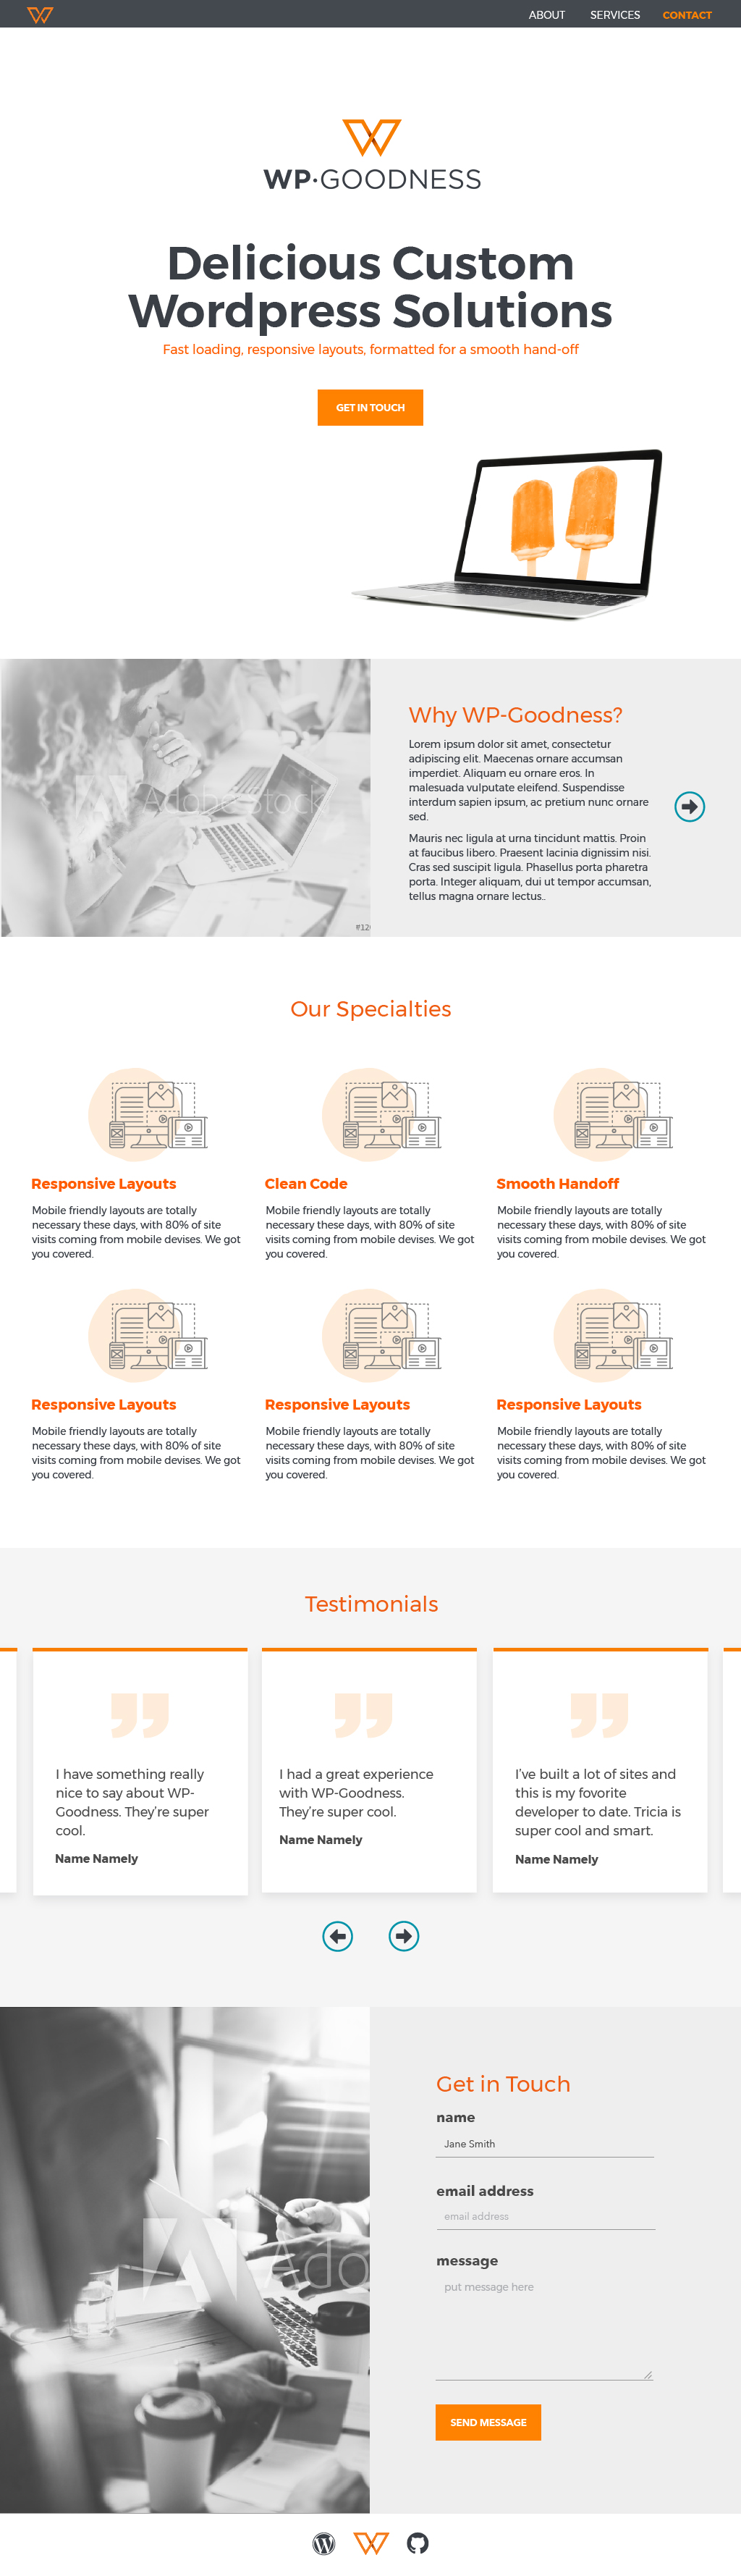 ABOUT SERVICES CONTACT
WP·GOODNESS
Delicious Custom
Wordpress Solutions
Fast loading, responsive layouts, formatted for a smooth hand-off
GET IN TOUCH
Adobe Stock
#12
Why WP-Goodness?
Lorem ipsum dolor sit amet, consectetur
adipiscing elit. Maecenas ornare accumsan
imperdiet. Aliquam eu ornare eros. In
malesuada vulputate eleifend. Suspendisse
interdum sapien ipsum, ac pretium nunc ornare
sed.
Mauris nec ligula at urna tincidunt mattis. Proin
at faucibus libero. Praesent lacinia dignissim nisi.
Cras sed suscipit ligula. Phasellus porta pharetra
porta. Integer aliquam, dui ut tempor accumsan,
tellus magna ornare lectus..
Our Specialties
Responsive Layouts
Mobile friendly layouts are totally
necessary these days, with 80% of site
visits coming from mobile devises. We got
you covered.
Clean Code
Mobile friendly layouts are totally
necessary these days, with 80% of site
visits coming from mobile devises. We got
you covered.
Smooth Handoff
Mobile friendly layouts are totally
necessary these days, with 80% of site
visits coming from mobile devises. We got
you covered.
Responsive Layouts
Mobile friendly layouts are totally
necessary these days, with 80% of site
visits coming from mobile devises. We got
you covered.
Responsive Layouts
Mobile friendly layouts are totally
necessary these days, with 80% of site
visits coming from mobile devises. We got
you covered.
Responsive Layouts
Mobile friendly layouts are totally
necessary these days, with 80% of site
visits coming from mobile devises. We got
you covered.
Testimonials
I have something really
nice to say about WP-
Goodness. They're super
cool.
Name Namely
I had a great experience
with WP-Goodness.
They're super cool.
Name Namely
I've built a lot of sites and
this is my fovorite
developer to date. Tricia is
super cool and smart.
Name Namely
Ado
Get in Touch
name
Jane Smith
email address
email address
message
put message here
SEND MESSAGE